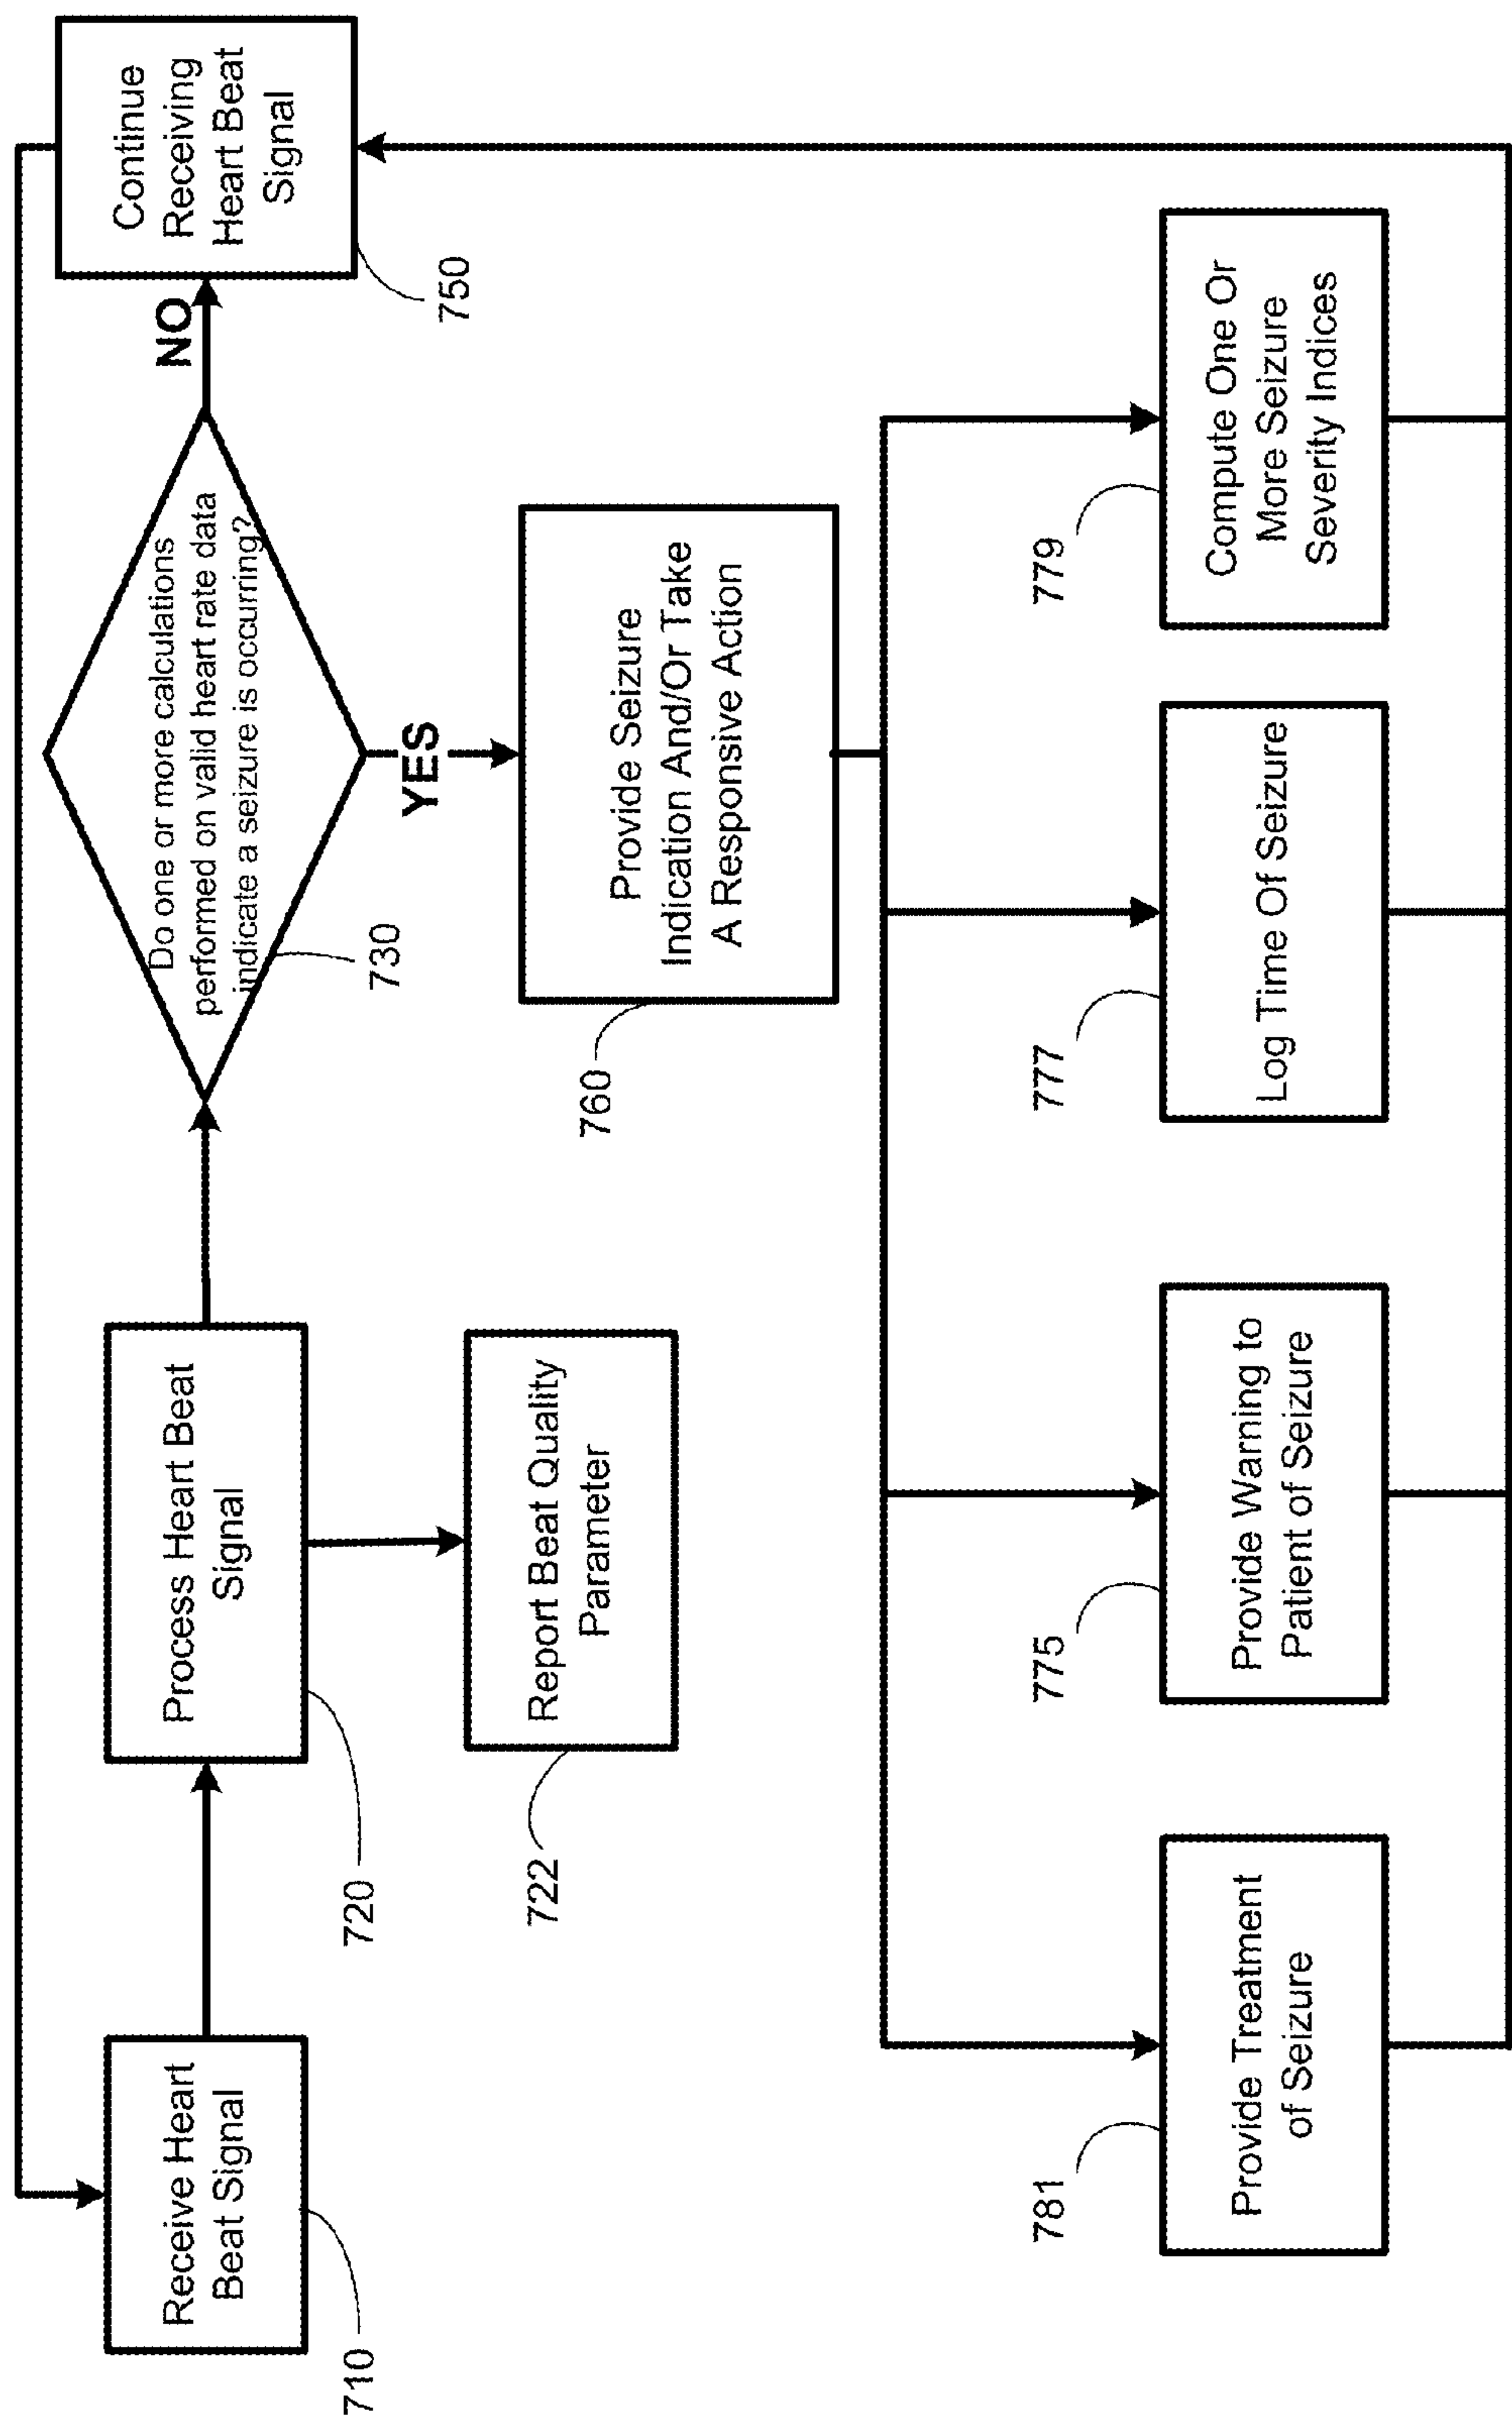 Receive Heart
Beat Signal
710
Process Heart Beat
Signal
720
Report Beat Quality
Parameter
722
Do one or more calculations
performed on valid heart rate data
indicate a seizure is occurring?
730
NO
Continue
Receiving
Heart Beat
Signal
750
YES
Provide Seizure
Indication And/Or Take
A Responsive Action
760
781
Provide Treatment
of Seizure
775
Provide Warning to
Patient of Seizure
777
Log Time Of Seizure
779
Compute One Or
More Seizure
Severity Indices